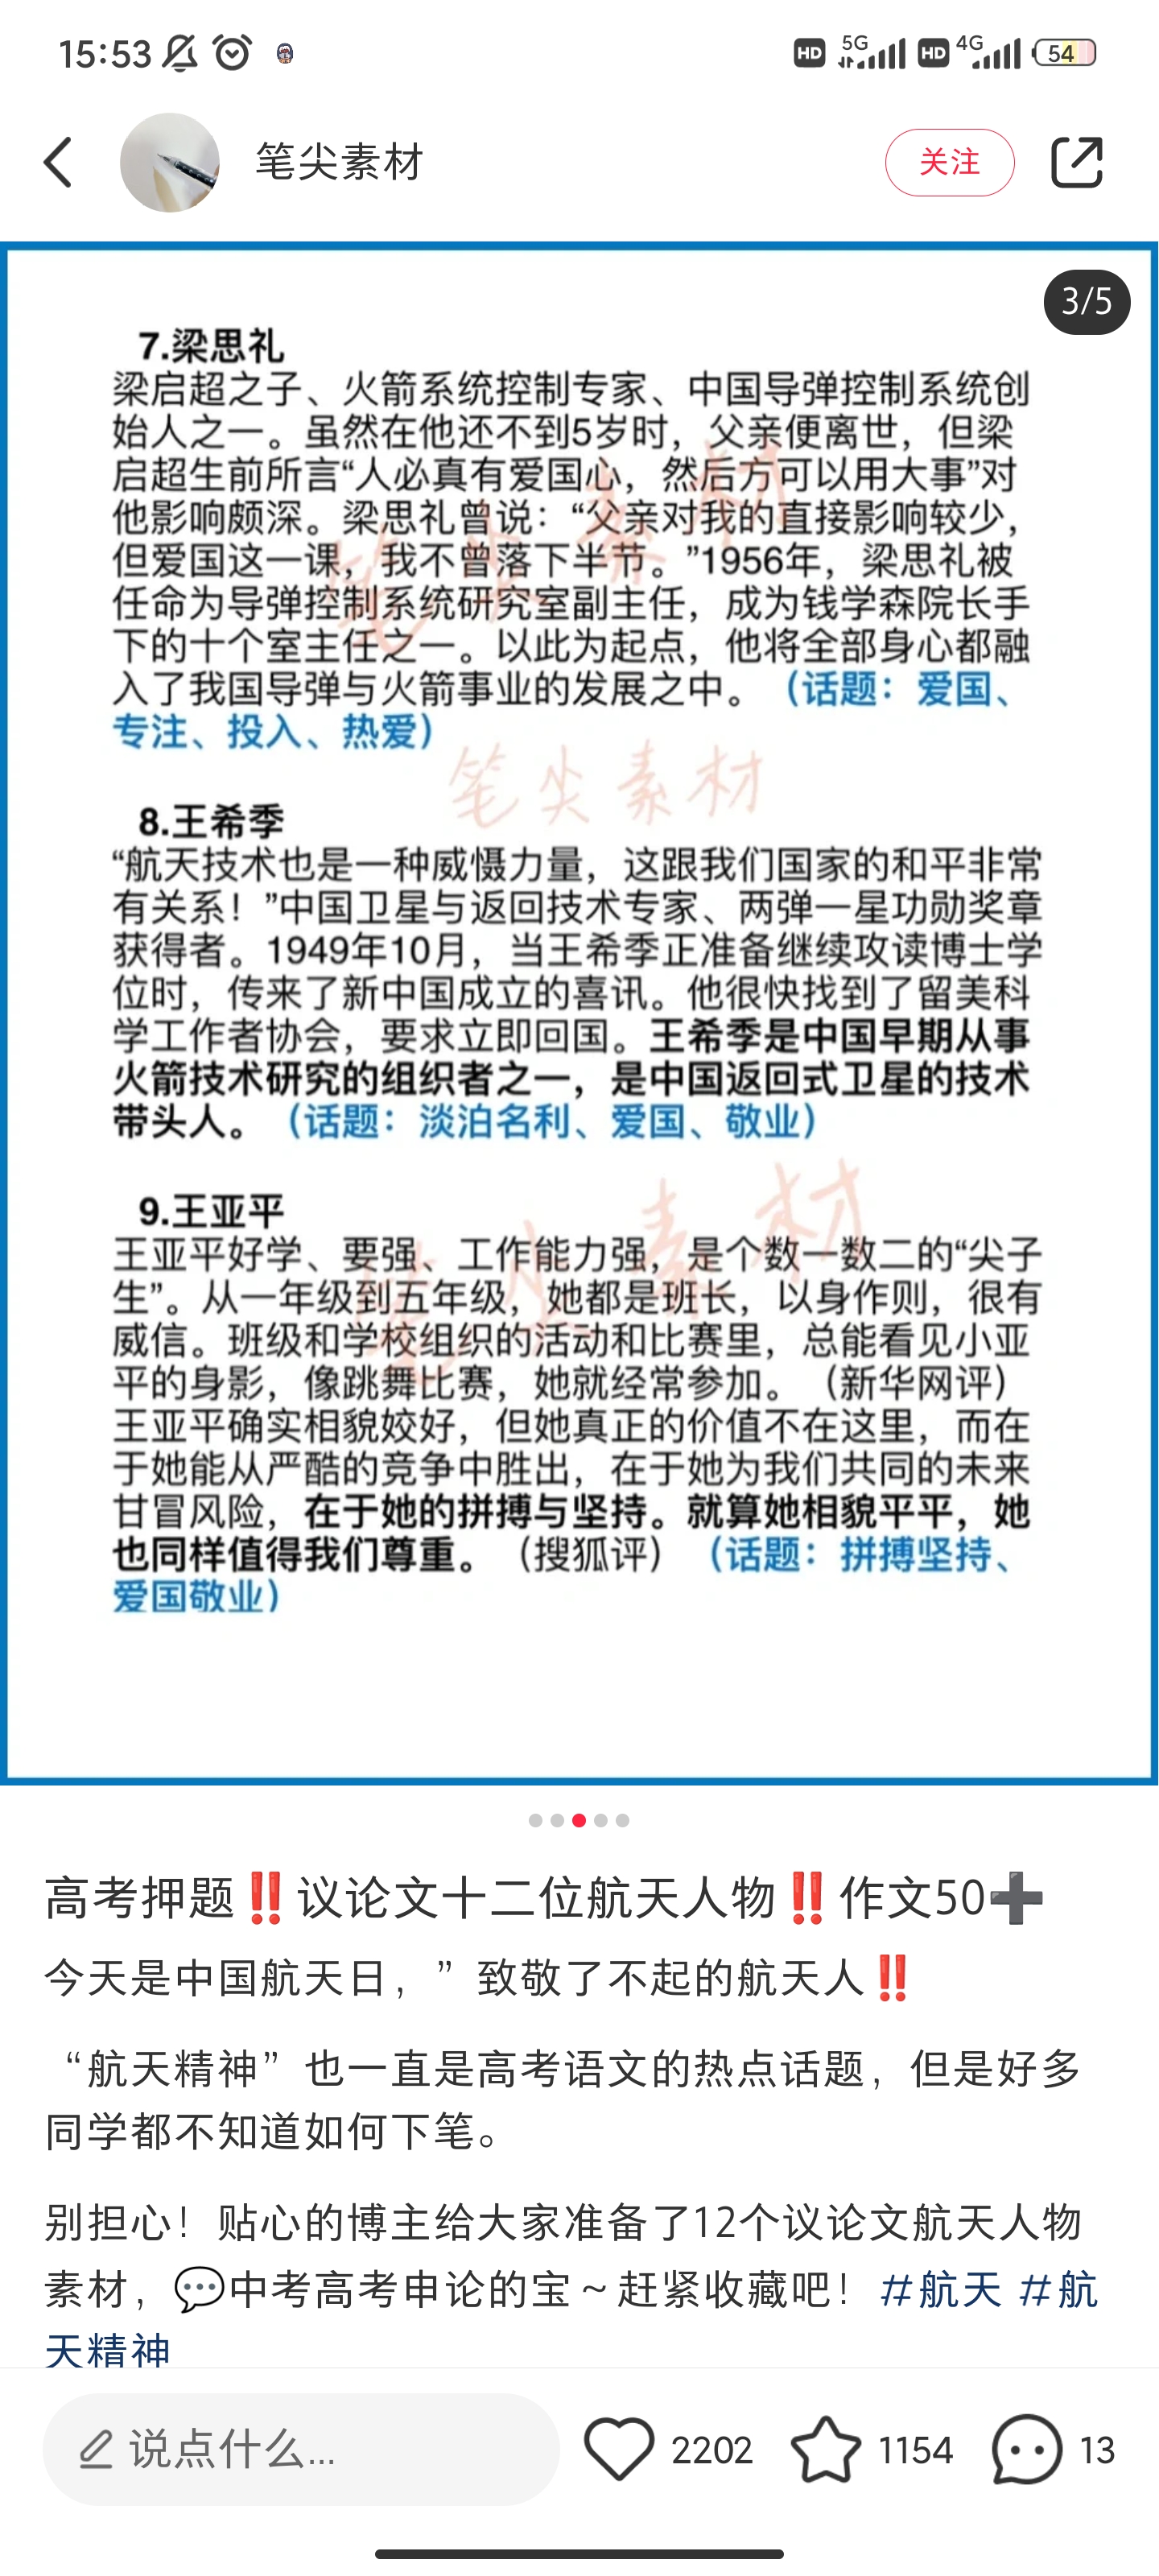 15:53
HD 5G HD 4G 54
笔尖素材
关注
3/5
7.梁思礼
梁启超之子、火箭系统控制专家、中国导弹控制系统创
始人之一。虽然在他还不到5岁时，父亲便离世，但梁
启超生前所言“人必真有爱国心，然后方可以用大事”对
他影响颇深。梁思礼曾说：“父亲对我的直接影响较少，
但爱国这一课，我不曾落下半节。”1956年，梁思礼被
任命为导弹控制系统研究室副主任，成为钱学森院长手
下的十个室主任之一。以此为起点，他将全部身心都融
入了我国导弹与火箭事业的发展之中。（话题：爱国、
专注、投入、热爱）
笔尖素材
笔尖素材
8.王希季
“航天技术也是一种威慑力量，这跟我们国家的和平非常
有关系！”中国卫星与返回技术专家、两弹一星功勋奖章
获得者。1949年10月，当王希季正准备继续攻读博士学
位时，传来了新中国成立的喜讯。他很快找到了留美科
学工作者协会，要求立即回国。王希季是中国早期从事
火箭技术研究的组织者之一，是中国返回式卫星的技术
带头人。（话题：淡泊名利、爱国、敬业）
9.王亚平
王亚平好学、要强、工作能力强，是个数一数二的“尖子
生”。从一年级到五年级，她都是班长，以身作则，很有
威信。班级和学校组织的活动和比赛里，总能看见小亚
平的身影，像跳舞比赛，她就经常参加。（新华网评）
王亚平确实相貌姣好，但她真正的价值不在这里，而在
于她能从严酷的竞争中胜出，在于她为我们共同的未来
甘冒风险，在于她的拼搏与坚持。就算她相貌平平，她
也同样值得我们尊重。（搜狐评）（话题：拼搏坚持、
爱国敬业）
笔尖素材
高考押题‼️议论文十二位航天人物‼️作文50➕
今天是中国航天日，”致敬了不起的航天人‼️
“航天精神”也一直是高考语文的热点话题，但是好多
同学都不知道如何下笔。
别担心！贴心的博主给大家准备了12个议论文航天人物
素材，💬中考高考申论的宝～赶紧收藏吧！#航天 #航
天精神
说点什么... 2202 1154 13